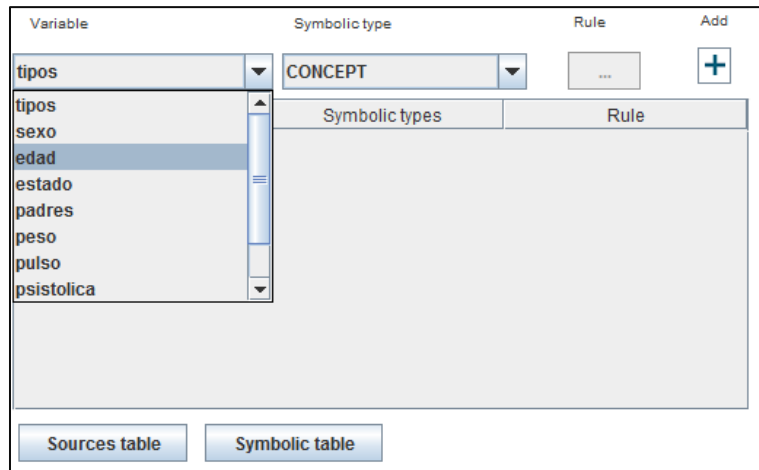 Variable Symbolic type Rule Add
tipos CONCEPT ... +
Symbolic types Rule
tipos
sexo
edad
estado
padres
peso
pulso
psistolica
Sources table Symbolic table